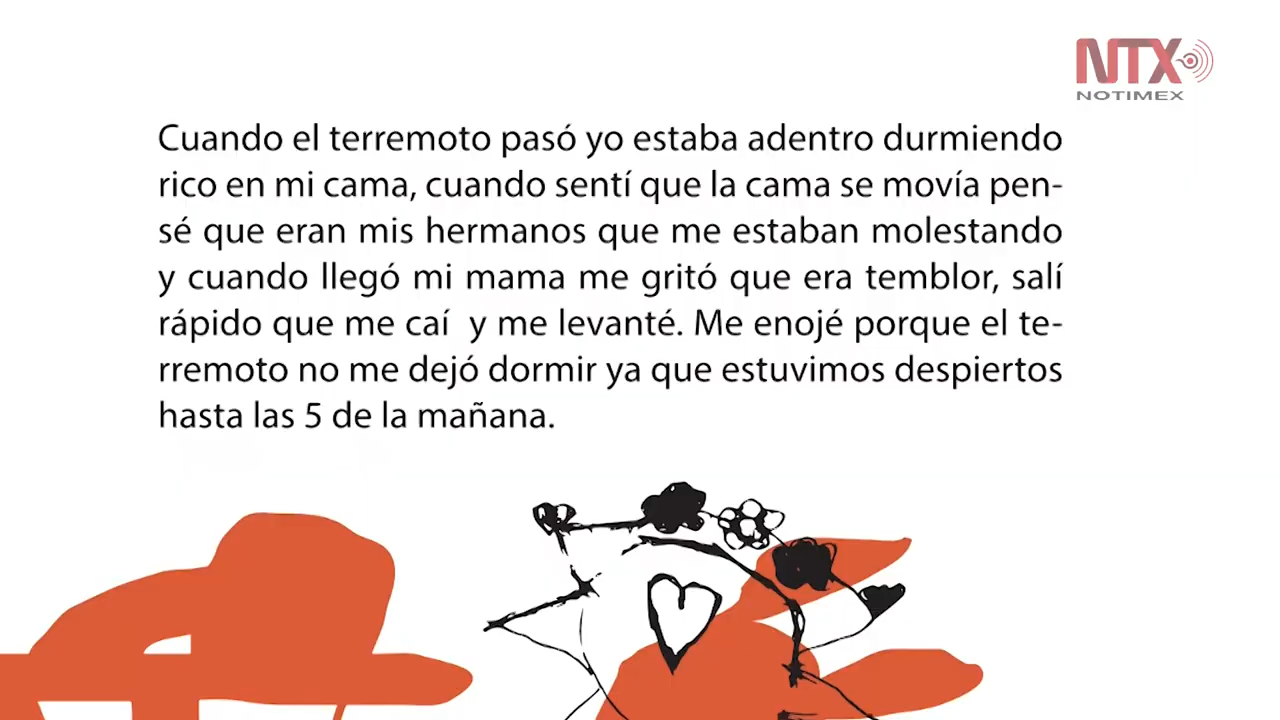 NTX
NOTIMEX
Cuando el terremoto pasó yo estaba adentro durmiendo
rico en mi cama, cuando sentí que la cama se movía pen-
sé que eran mis hermanos que me estaban molestando
y cuando llegó mi mama me gritó que era temblor, salí
rápido que me caí  y me levanté. Me enojé porque el te-
rremoto no me dejó dormir ya que estuvimos despiertos
hasta las 5 de la mañana.